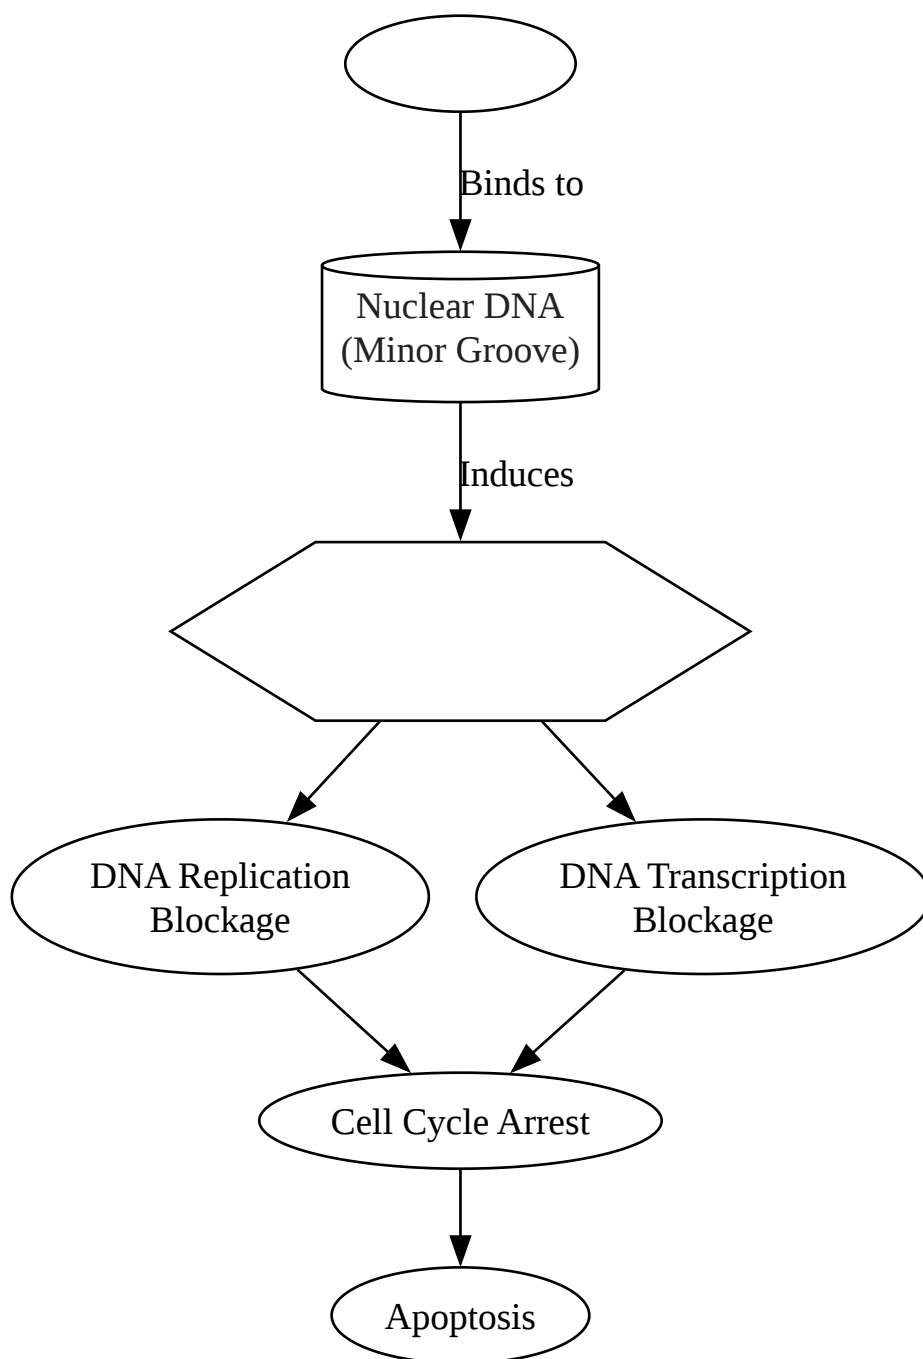 Binds to
Nuclear DNA
(Minor Groove)
Induces
DNA Replication
Blockage
DNA Transcription
Blockage
Cell Cycle Arrest
Apoptosis